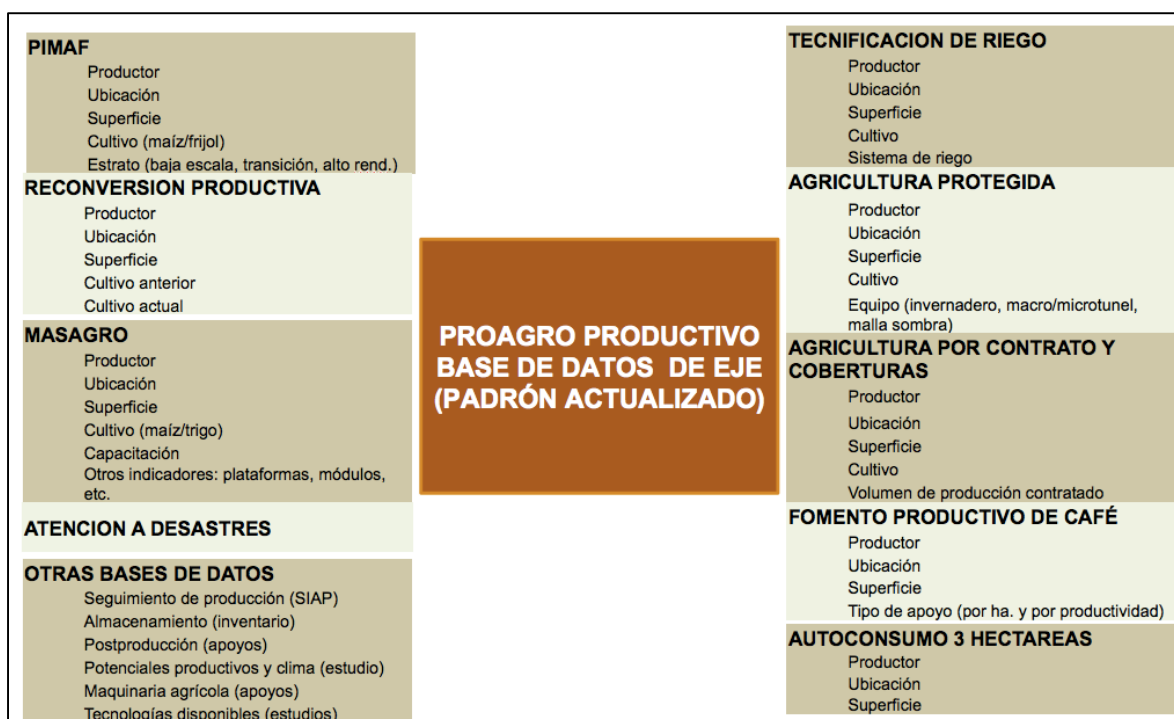 PIMAF
Productor
Ubicación
Superficie
Cultivo (maíz/frijol)
Estrato (baja escala, transición, alto rend.)
RECONVERSION PRODUCTIVA
Productor
Ubicación
Superficie
Cultivo anterior
Cultivo actual
MASAGRO
Productor
Ubicación
Superficie
Cultivo (maíz/trigo)
Capacitación
Otros indicadores: plataformas, módulos,
etc.
ATENCION A DESASTRES
OTRAS BASES DE DATOS
Seguimiento de producción (SIAP)
Almacenamiento (inventario)
Postproducción (apoyos)
Potenciales productivos y clima (estudio)
Maquinaria agrícola (apoyos)
Tecnologías disponibles (estudios)
PROAGRO PRODUCTIVO
BASE DE DATOS DE EJE
(PADRÓN ACTUALIZADO)
TECNIFICACION DE RIEGO
Productor
Ubicación
Superficie
Cultivo
Sistema de riego
AGRICULTURA PROTEGIDA
Productor
Ubicación
Superficie
Cultivo
Equipo (invernadero, macro/microtunel,
malla sombra)
AGRICULTURA POR CONTRATO Y
COBERTURAS
Productor
Ubicación
Superficie
Cultivo
Volumen de producción contratado
FOMENTO PRODUCTIVO DE CAFÉ
Productor
Ubicación
Superficie
Tipo de apoyo (por ha. y por productividad)
AUTOCONSUMO 3 HECTAREAS
Productor
Ubicación
Superficie